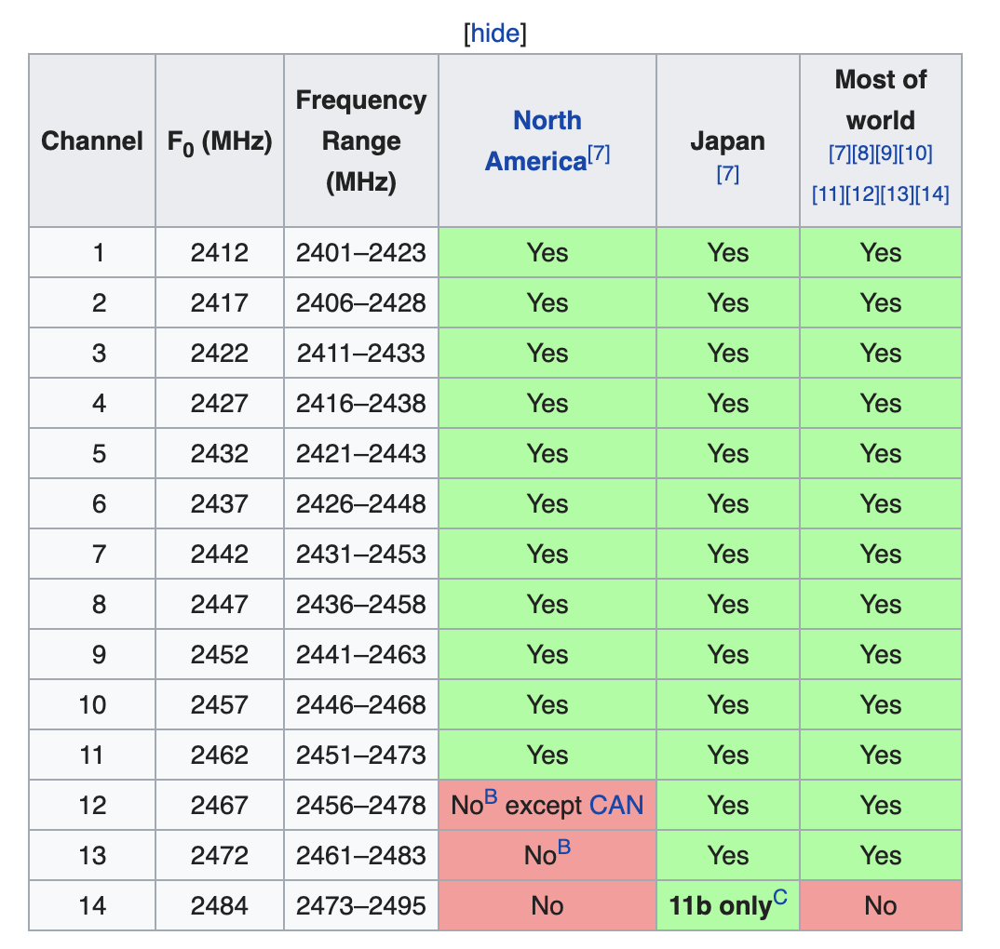 [hide]
Channel F0 (MHz) Frequency Range (MHz) North America[7] Japan [7] Most of world [7][8][9][10] [11][12][13][14]
1 2412 2401–2423 Yes Yes Yes
2 2417 2406–2428 Yes Yes Yes
3 2422 2411–2433 Yes Yes Yes
4 2427 2416–2438 Yes Yes Yes
5 2432 2421–2443 Yes Yes Yes
6 2437 2426–2448 Yes Yes Yes
7 2442 2431–2453 Yes Yes Yes
8 2447 2436–2458 Yes Yes Yes
9 2452 2441–2463 Yes Yes Yes
10 2457 2446–2468 Yes Yes Yes
11 2462 2451–2473 Yes Yes Yes
12 2467 2456–2478 NoB except CAN Yes Yes
13 2472 2461–2483 NoB Yes Yes
14 2484 2473–2495 No 11b onlyC No